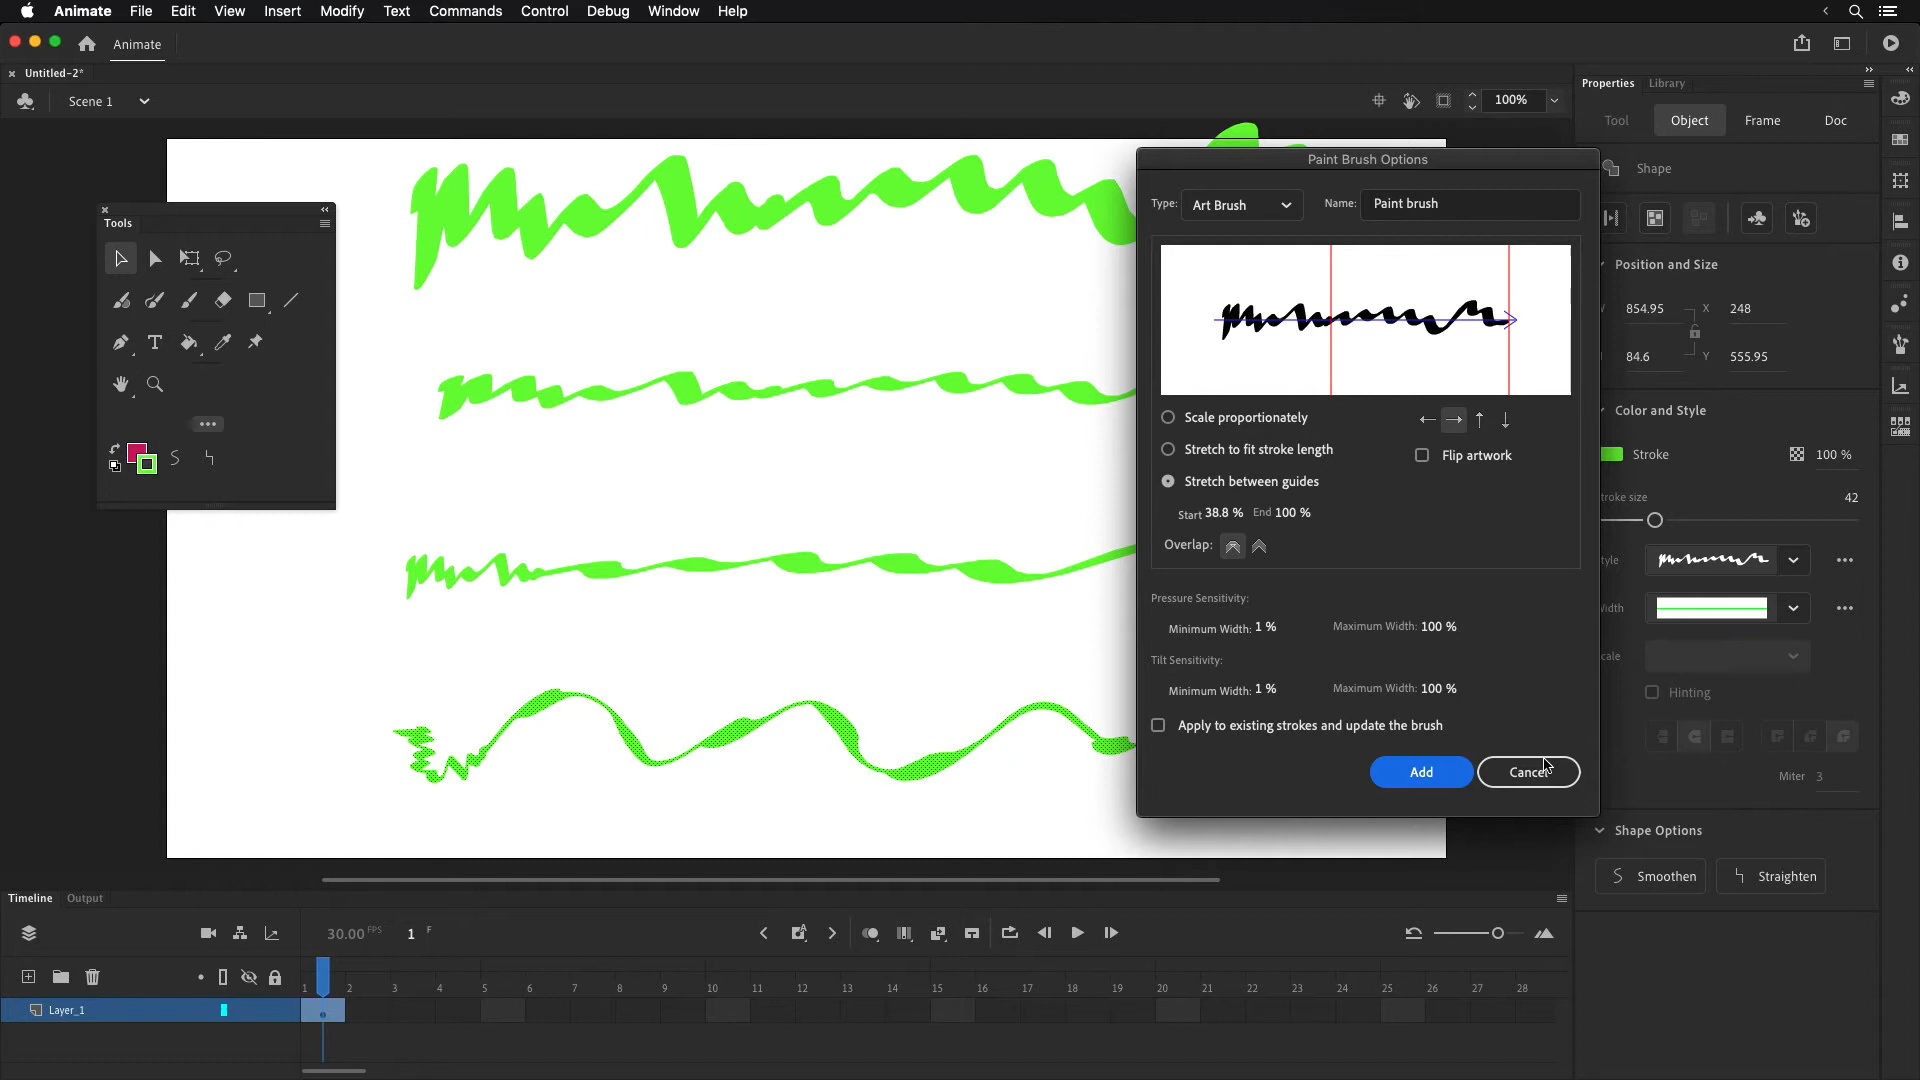 Animate File Edit View Insert Modify Text Commands Control Debug Window Help
Animate
Untitled-2*
Scene 1
100%
Properties Library
Tool Object Frame Doc
Shape
Tools
Paint Brush Options
Type: Art Brush Name: Paint brush
Scale proportionately
Stretch to fit stroke length
Flip artwork
Stretch between guides
Start 38.8 % End 100 %
Overlap:
Pressure Sensitivity:
Minimum Width: 1 % Maximum Width: 100 %
Tilt Sensitivity:
Minimum Width: 1 % Maximum Width: 100 %
Apply to existing strokes and update the brush
Add Cancel
Position and Size
854.95 X 248
84.6 Y 555.95
Color and Style
Stroke 100 %
troke size 42
tyle
Width
cale
Hinting
Miter 3
Shape Options
Smoothen Straighten
Timeline Output
30.00 FPS 1 F
1 2 3 4 5 6 7 8 9 10 11 12 13 14 15 16 17 18 19 20 21 22 23 24 25 26 27 28
Layer_1